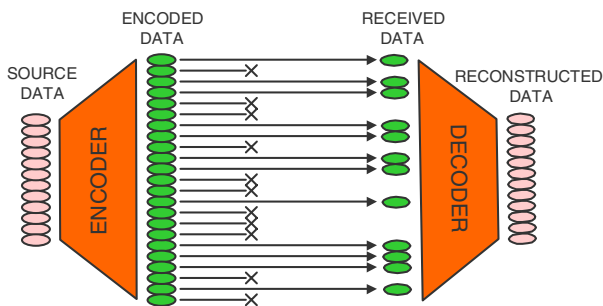 ENCODED
DATA
RECEIVED
DATA
SOURCE
DATA
RECONSTRUCTED
DATA
ENCODER
DECODER